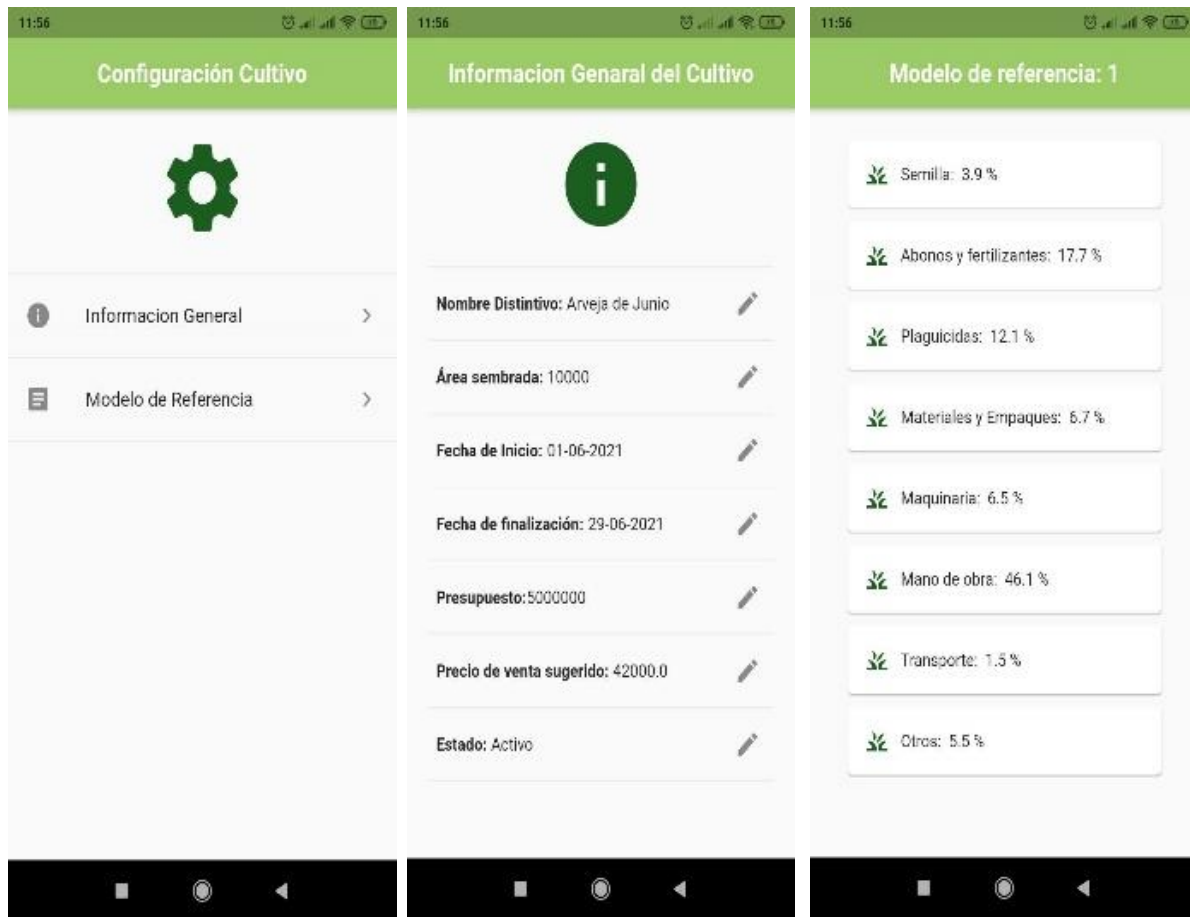 11:56
Configuración Cultivo
Informacion General
Modelo de Referencia
11:56
Informacion Genaral del Cultivo
Nombre Distintivo: Arveja de Junio
Área sembrada: 10000
Fecha de Inicio: 01-06-2021
Fecha de finalización: 29-06-2021
Presupuesto:5000000
Precio de venta sugerido: 42000.0
Estado: Activo
11:56
Modelo de referencia: 1
Semilla: 3.9 %
Abonos y fertilizantes: 17.7 %
Plaguicidas: 12.1 %
Materiales y Empaques: 6.7 %
Maquinaria: 6.5 %
Mano de obra: 46.1 %
Transporte: 1.5 %
Otros: 5.5 %